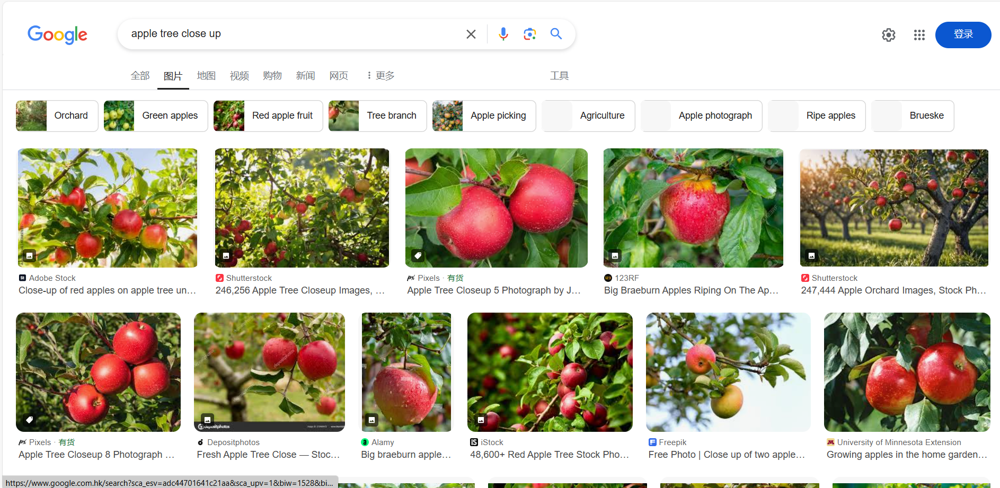 Google
apple tree close up
登录
全部 图片 地图 视频 购物 新闻 网页 更多 工具
Orchard Green apples Red apple fruit Tree branch Apple picking Agriculture Apple photograph Ripe apples Brueske
Adobe Stock
Close-up of red apples on apple tree un...
Shutterstock
246,256 Apple Tree Closeup Images, ...
Pixels · 有货
Apple Tree Closeup 5 Photograph by J...
123RF
Big Braeburn Apples Riping On The Ap...
Shutterstock
247,444 Apple Orchard Images, Stock Ph...
depositphotos
alamy
Pixels · 有货
Apple Tree Closeup 8 Photograph ...
Depositphotos
Fresh Apple Tree Close — Stoc...
Alamy
Big braeburn apple...
iStock
48,600+ Red Apple Tree Stock Pho...
Freepik
Free Photo | Close up of two apple...
University of Minnesota Extension
Growing apples in the home garden...
https://www.google.com.hk/search?sca_esv=adc44701641c21aa&sca_upv=1&biw=1528&bi...